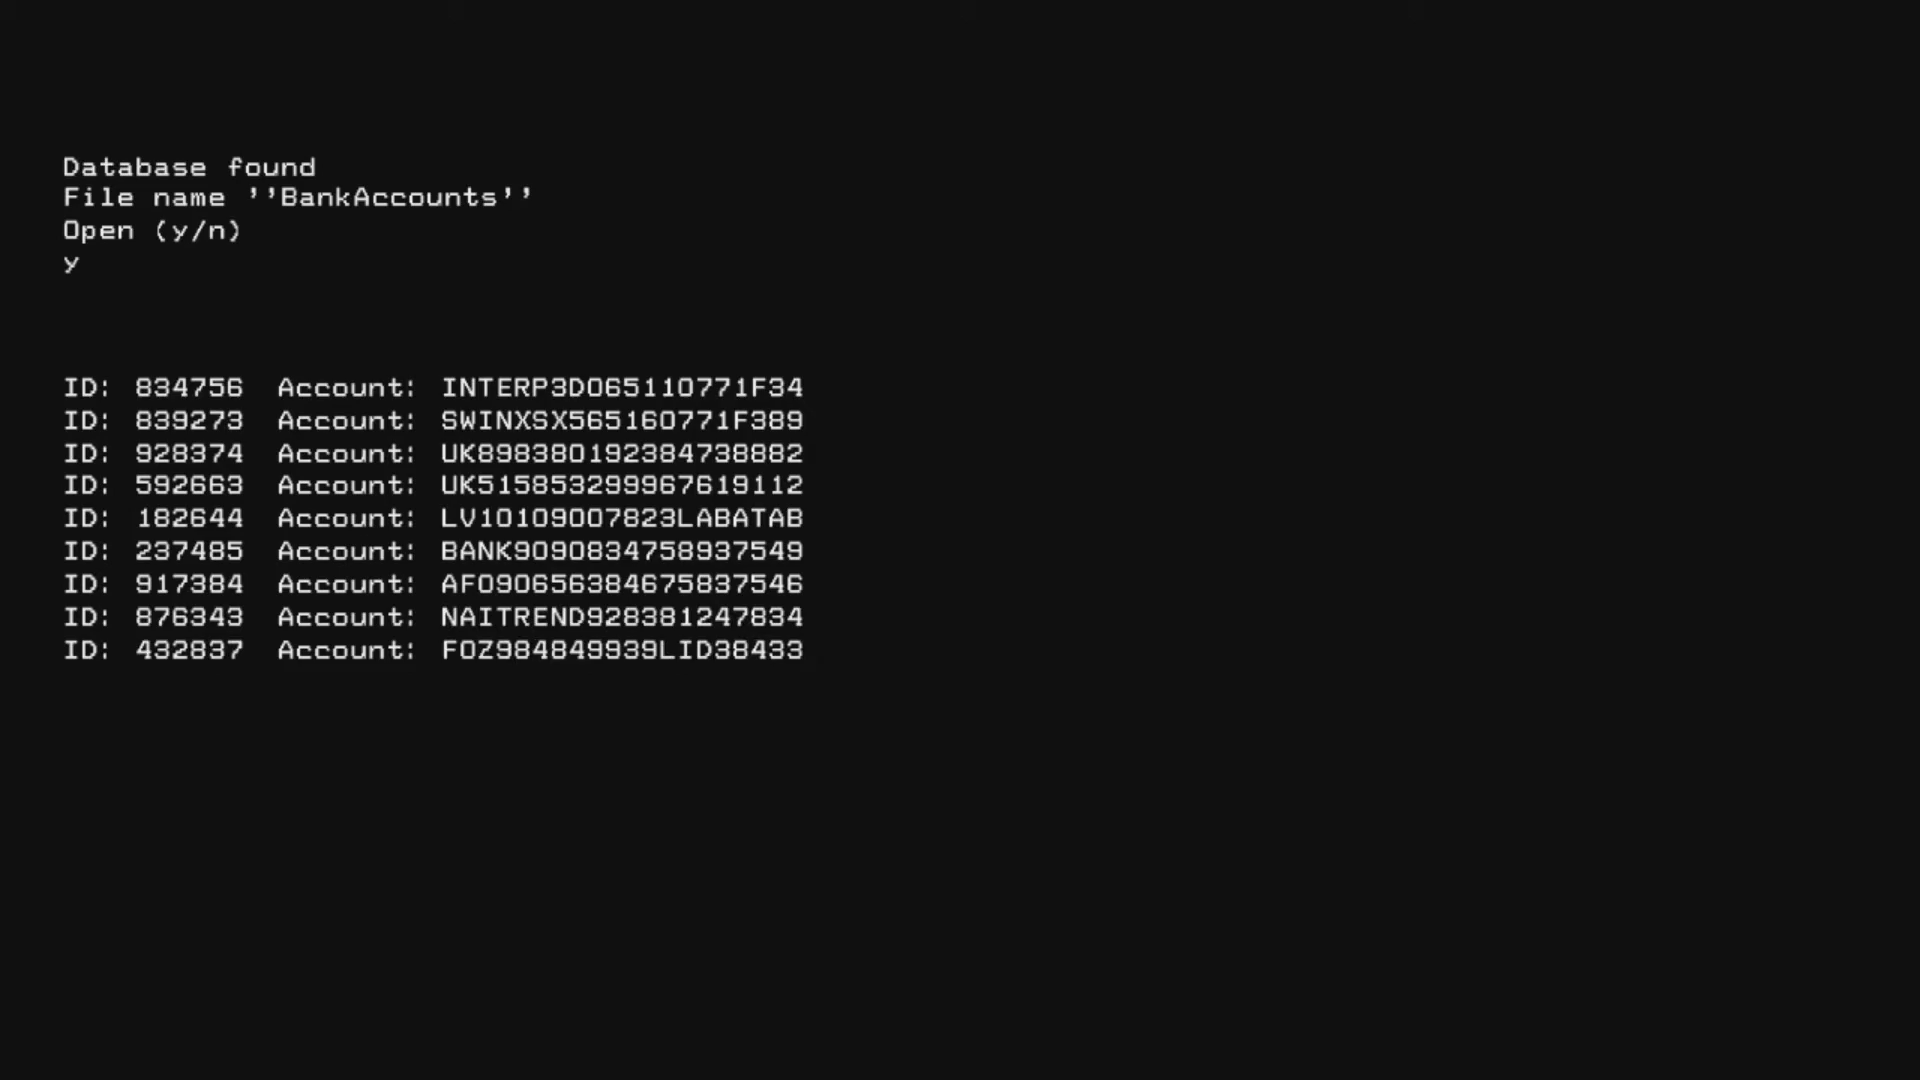 Database found
File name ''BankAccounts''
Open (y/n)
y
ID: 834756 Account: INTERP3D065110771F34
ID: 839273 Account: SWINXSX565160771F389
ID: 928374 Account: UK898380192384738882
ID: 592663 Account: UK515853299967619112
ID: 182644 Account: LV10109007823LABATAB
ID: 237485 Account: BANK9090834758937549
ID: 917384 Account: AF090656384675837546
ID: 876343 Account: NAITREND928381247834
ID: 432837 Account: FOZ984849939LID38433